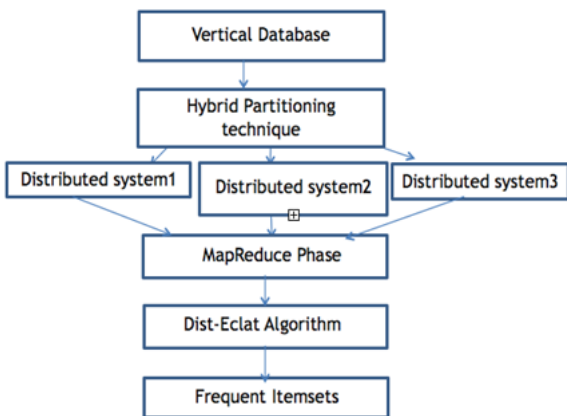 Vertical Database
Hybrid Partitioning
technique
Distributed system1
Distributed system2
Distributed system3
MapReduce Phase
Dist-Eclat Algorithm
Frequent Itemsets